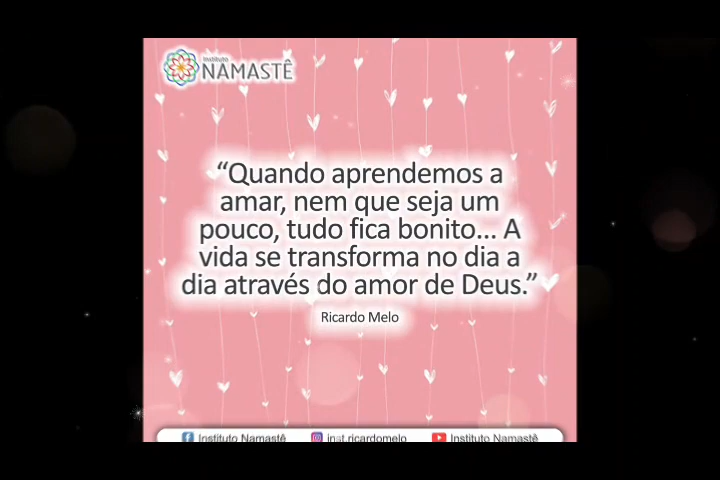 Instituto
NAMASTÊ
“Quando aprendemos a
amar, nem que seja um
pouco, tudo fica bonito... A
vida se transforma no dia a
dia através do amor de Deus.”
Ricardo Melo
Instituto Namastê inst.ricardomelo Instituto Namastê